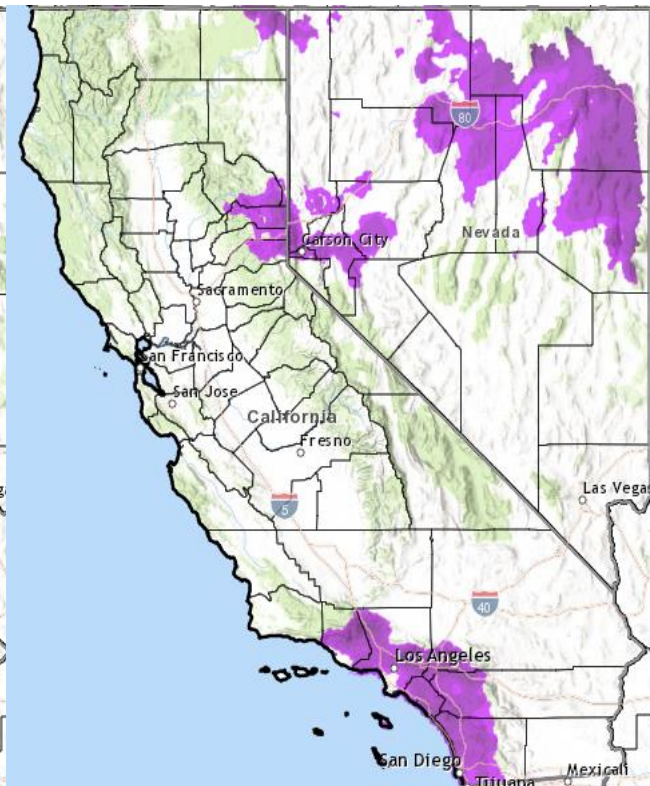 80
Nevada
Carson City
Sacramento
San Francisco
San Jose
California
Fresno
5
Las Vegas
40
Los Angeles
San Diego
Tijuana
Mexicali